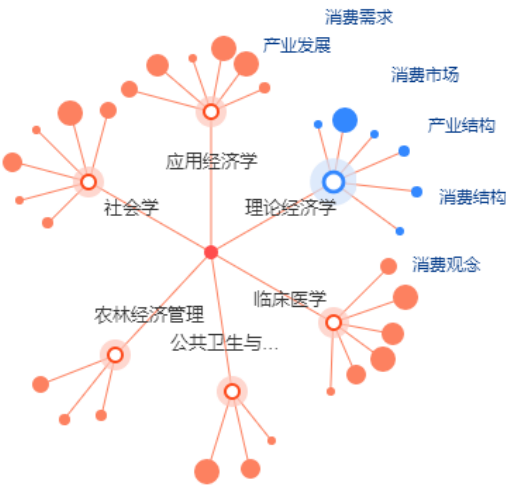 消费需求
产业发展
消费市场
产业结构
应用经济学
消费结构
社会学
理论经济学
消费观念
临床医学
农林经济管理
公共卫生与...